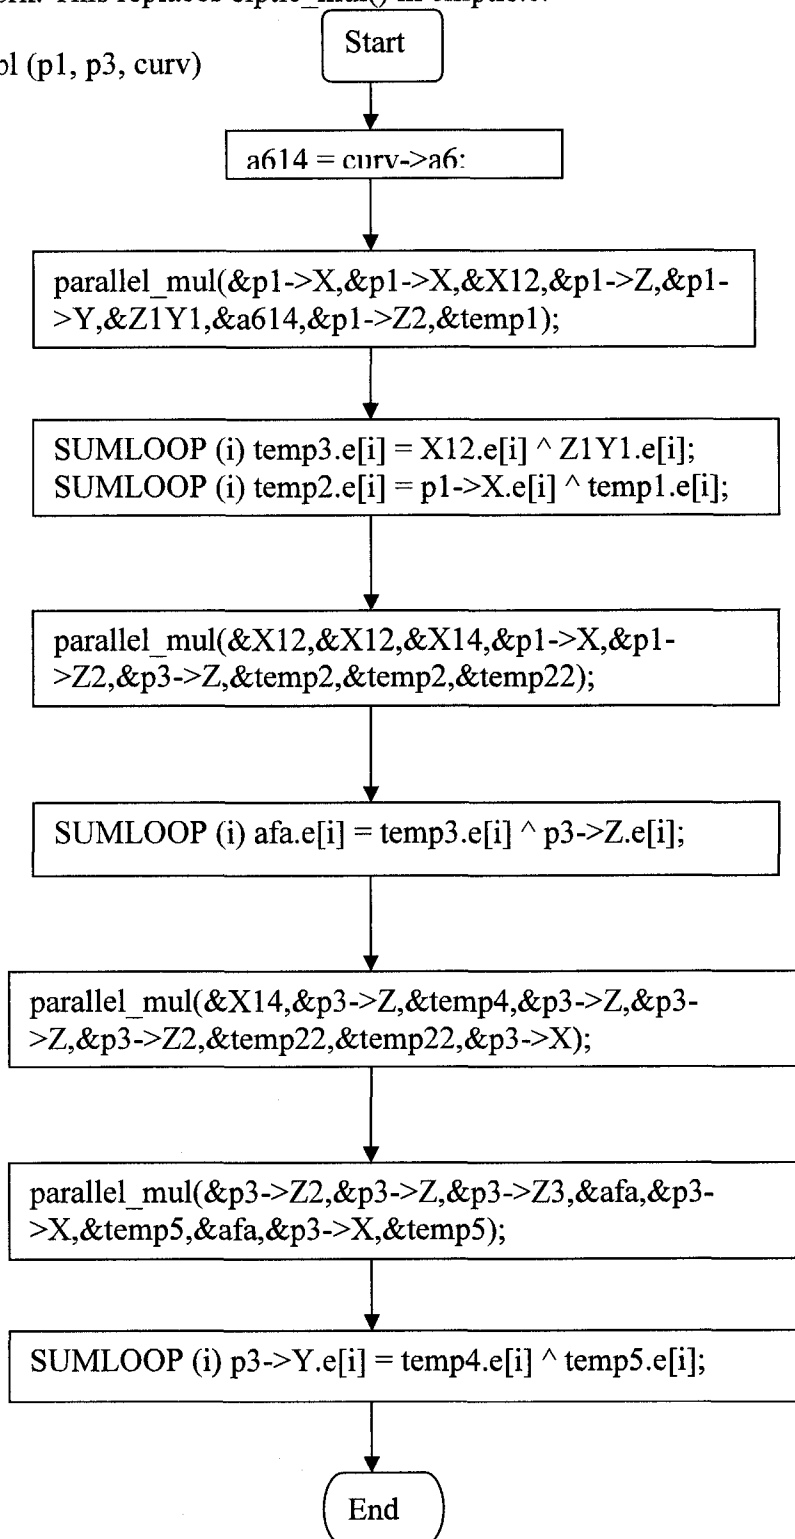 Start
(p1, p3, curv)
a614 = curv->a6;
parallel_mul(&p1->X,&p1->X,&X12,&p1->Z,&p1-
>Y,&Z1Y1,&a614,&p1->Z2,&temp1);
SUMLOOP (i) temp3.e[i] = X12.e[i] ^ Z1Y1.e[i];
SUMLOOP (i) temp2.e[i] = p1->X.e[i] ^ temp1.e[i];
parallel_mul(&X12,&X12,&X14,&p1->X,&p1-
>Z2,&p3->Z,&temp2,&temp2,&temp22);
SUMLOOP (i) afa.e[i] = temp3.e[i] ^ p3->Z.e[i];
parallel_mul(&X14,&p3->Z,&temp4,&p3->Z,&p3-
>Z,&p3->Z2,&temp22,&temp22,&p3->X);
parallel_mul(&p3->Z2,&p3->Z,&p3->Z3,&afa,&p3-
>X,&temp5,&afa,&p3->X,&temp5);
SUMLOOP (i) p3->Y.e[i] = temp4.e[i] ^ temp5.e[i];
End